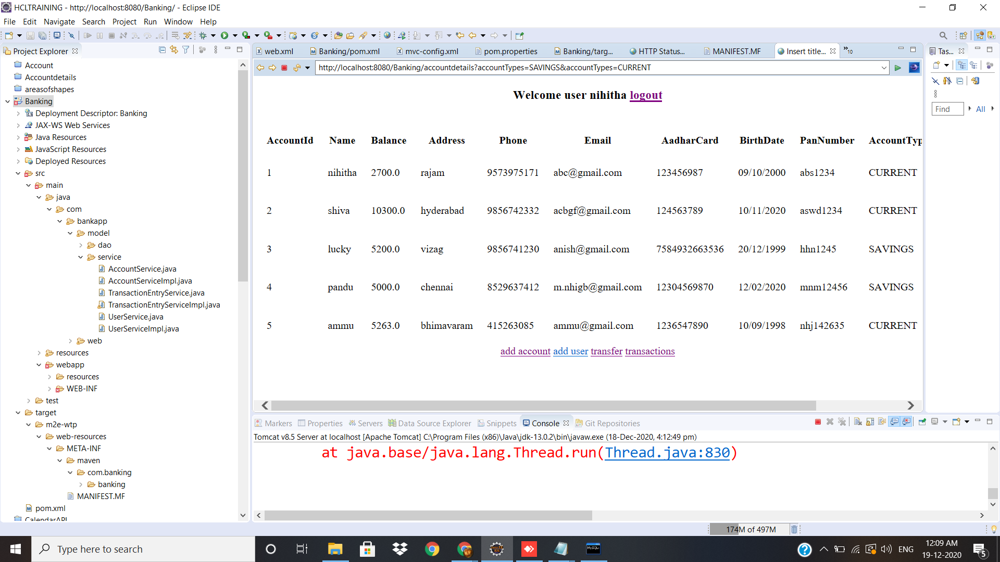 HCLTRAINING - http://localhost:8080/Banking/ - Eclipse IDE
File Edit Navigate Search Project Run Window Help
Project Explorer
Account
Accountdetails
areasofshapes
Banking
Deployment Descriptor: Banking
JAX-WS Web Services
Java Resources
JavaScript Resources
Deployed Resources
src
main
java
com
bankapp
model
dao
service
AccountService.java
AccountServiceImpl.java
TransactionEntryService.java
TransactionEntryServiceImpl.java
UserService.java
UserServiceImpl.java
web
resources
webapp
resources
WEB-INF
test
target
m2e-wtp
web-resources
META-INF
maven
com.banking
banking
MANIFEST.MF
pom.xml
CalendarAPI
web.xml Banking/pom.xml mvc-config.xml pom.properties Banking/targ... HTTP Status... MANIFEST.MF Insert title... »10
http://localhost:8080/Banking/accountdetails?accountTypes=SAVINGS&accountTypes=CURRENT
Welcome user nihitha logout
AccountId Name Balance Address Phone Email AadharCard BirthDate PanNumber AccountTyp
1 nihitha 2700.0 rajam 9573975171 abc@gmail.com 123456987 09/10/2000 abs1234 CURRENT
2 shiva 10300.0 hyderabad 9856742332 acbgf@gmail.com 124563789 10/11/2020 aswd1234 CURRENT
3 lucky 5200.0 vizag 9856741230 anish@gmail.com 7584932663536 20/12/1999 hhn1245 SAVINGS
4 pandu 5000.0 chennai 8529637412 m.nhigb@gmail.com 12304569870 12/02/2020 mnm12456 SAVINGS
5 ammu 5263.0 bhimavaram 415263085 ammu@gmail.com 1236547890 10/09/1998 nhj142635 CURRENT
add account add user transfer transactions
Tas...
Find All
Markers Properties Servers Data Source Explorer Snippets Console Git Repositories
Tomcat v8.5 Server at localhost [Apache Tomcat] C:\Program Files (x86)\Java\jdk-13.0.2\bin\javaw.exe (18-Dec-2020, 4:12:49 pm)
at java.base/java.lang.Thread.run(Thread.java:830)
174M of 497M
Type here to search
ENG
12:09 AM
19-12-2020
5